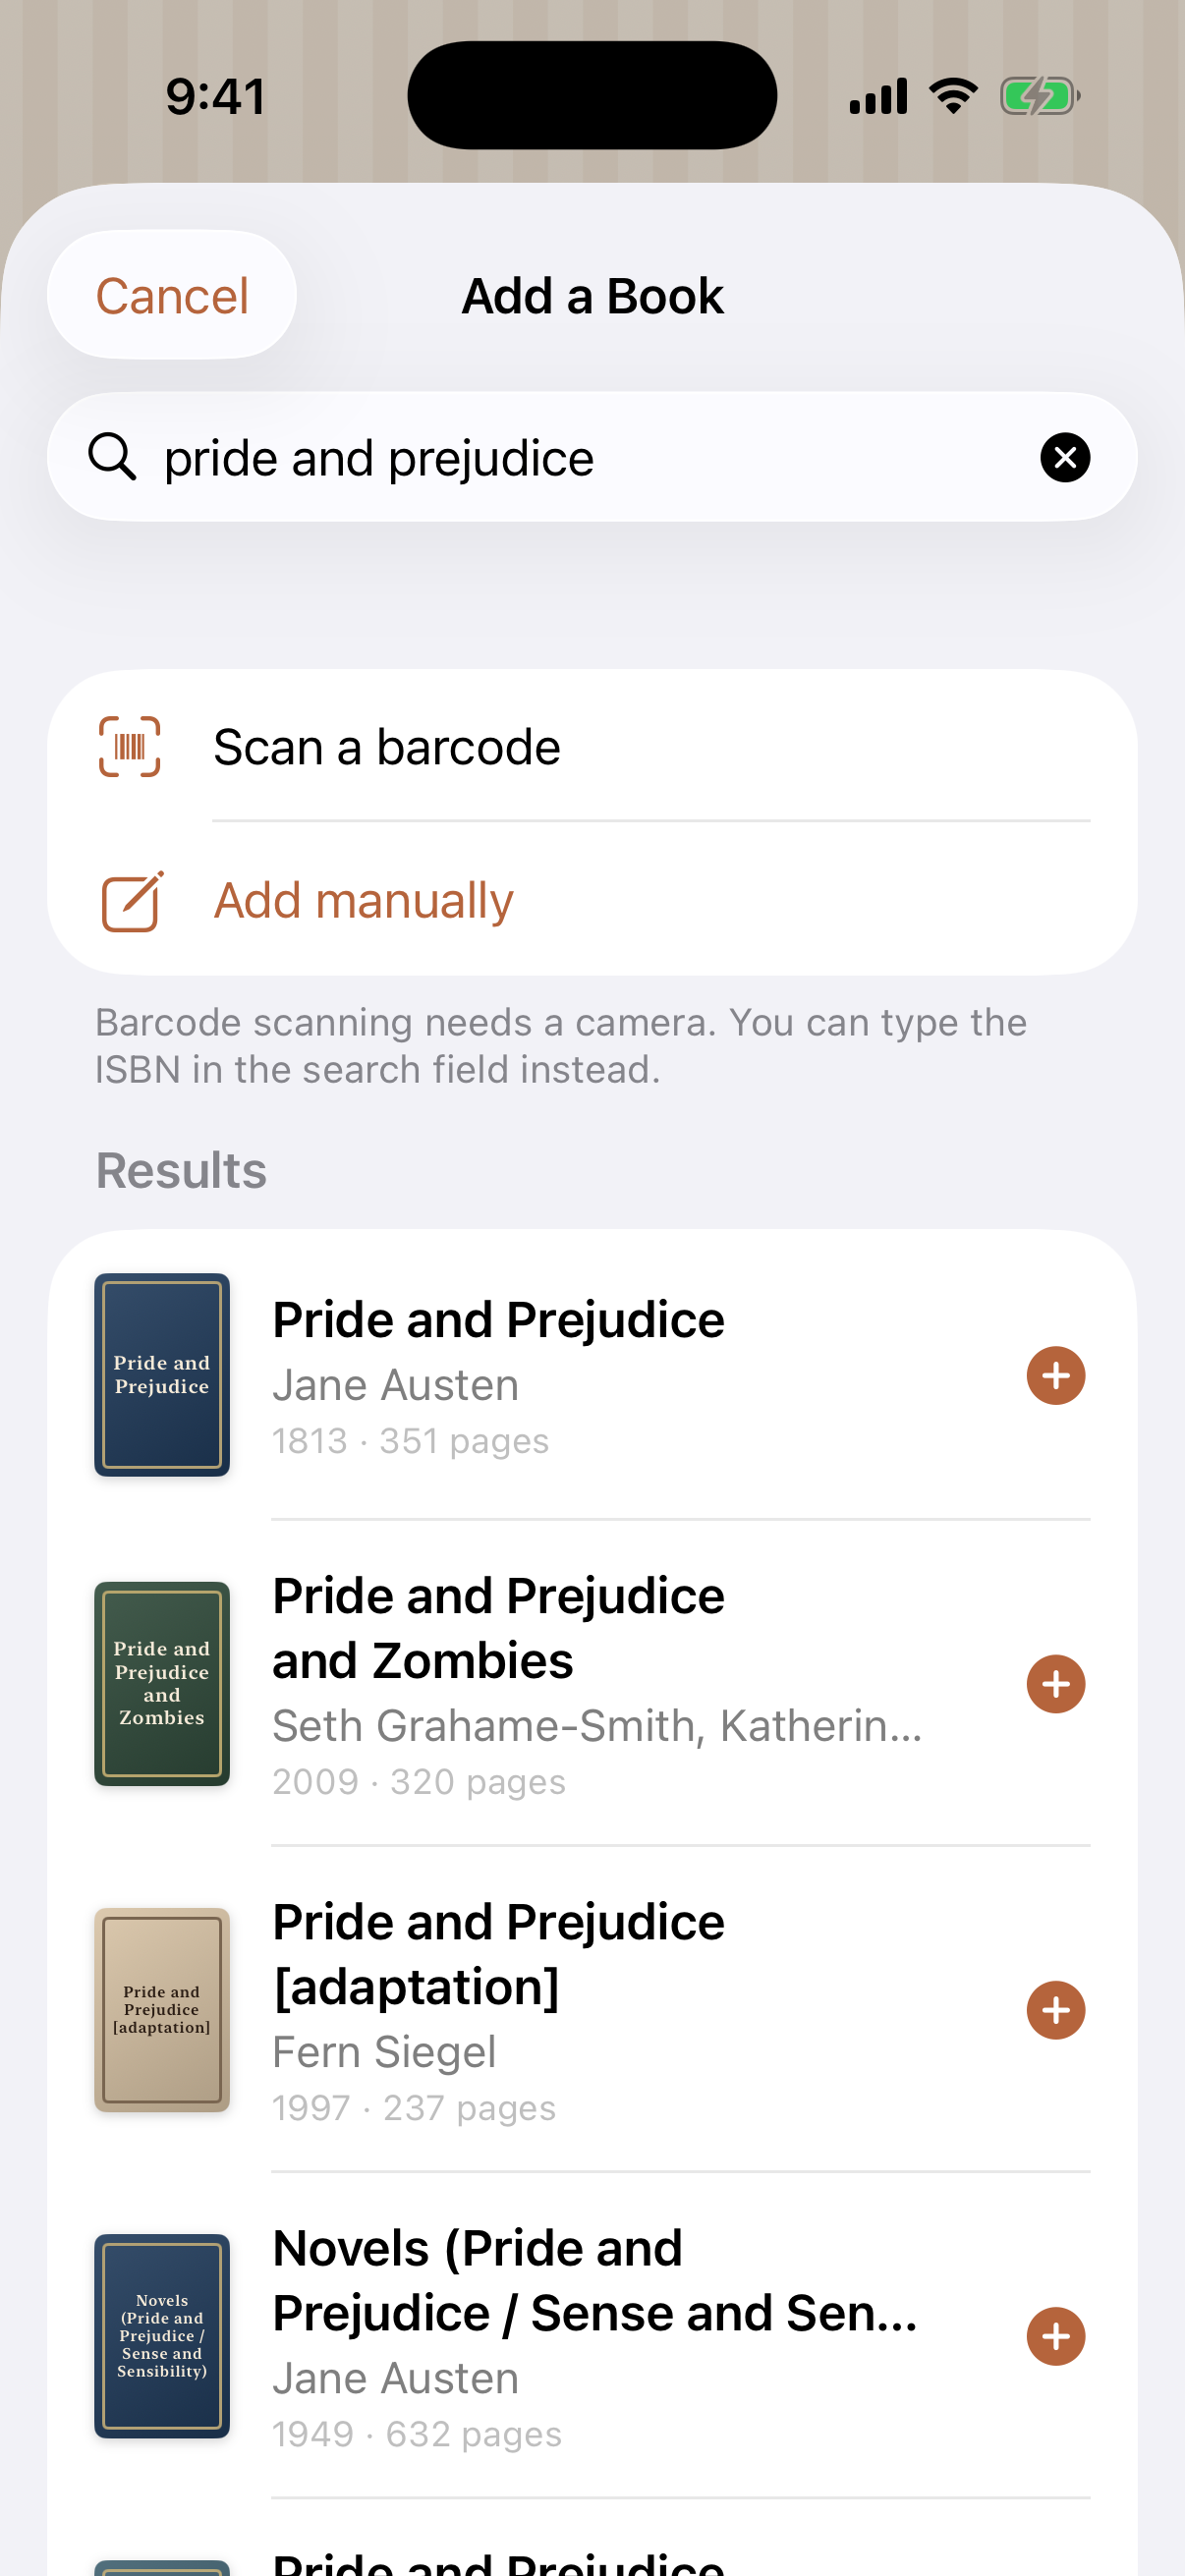 9:41
Cancel
Add a Book
pride and prejudice
Scan a barcode
Add manually
Barcode scanning needs a camera. You can type the
ISBN in the search field instead.
Results
Pride and
Prejudice
Pride and Prejudice
Jane Austen
1813 · 351 pages
Pride and
Prejudice
and
Zombies
Pride and Prejudice
and Zombies
Seth Grahame-Smith, Katherin...
2009 · 320 pages
Pride and
Prejudice
[adaptation]
Pride and Prejudice
[adaptation]
Fern Siegel
1997 · 237 pages
Novels
(Pride and
Prejudice /
Sense and
Sensibility)
Novels (Pride and
Prejudice / Sense and Sen...
Jane Austen
1949 · 632 pages
Pride and Prejudice